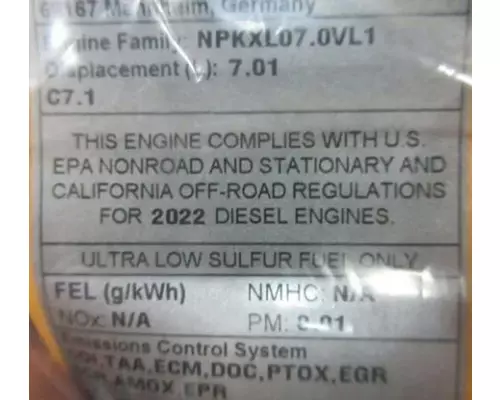 Mannheim, Germany
Engine Family: NPKXL07.0VL1
Displacement (L): 7.01
C7.1
THIS ENGINE COMPLIES WITH U.S.
EPA NONROAD AND STATIONARY AND
CALIFORNIA OFF-ROAD REGULATIONS
FOR 2022 DIESEL ENGINES.
ULTRA LOW SULFUR FUEL ONLY
FEL (g/kWh) NMHC: N/A
NOx: N/A PM:
Emissions Control System
TAA,ECM,DOC,PTOX,EGR
AMOX,EPR